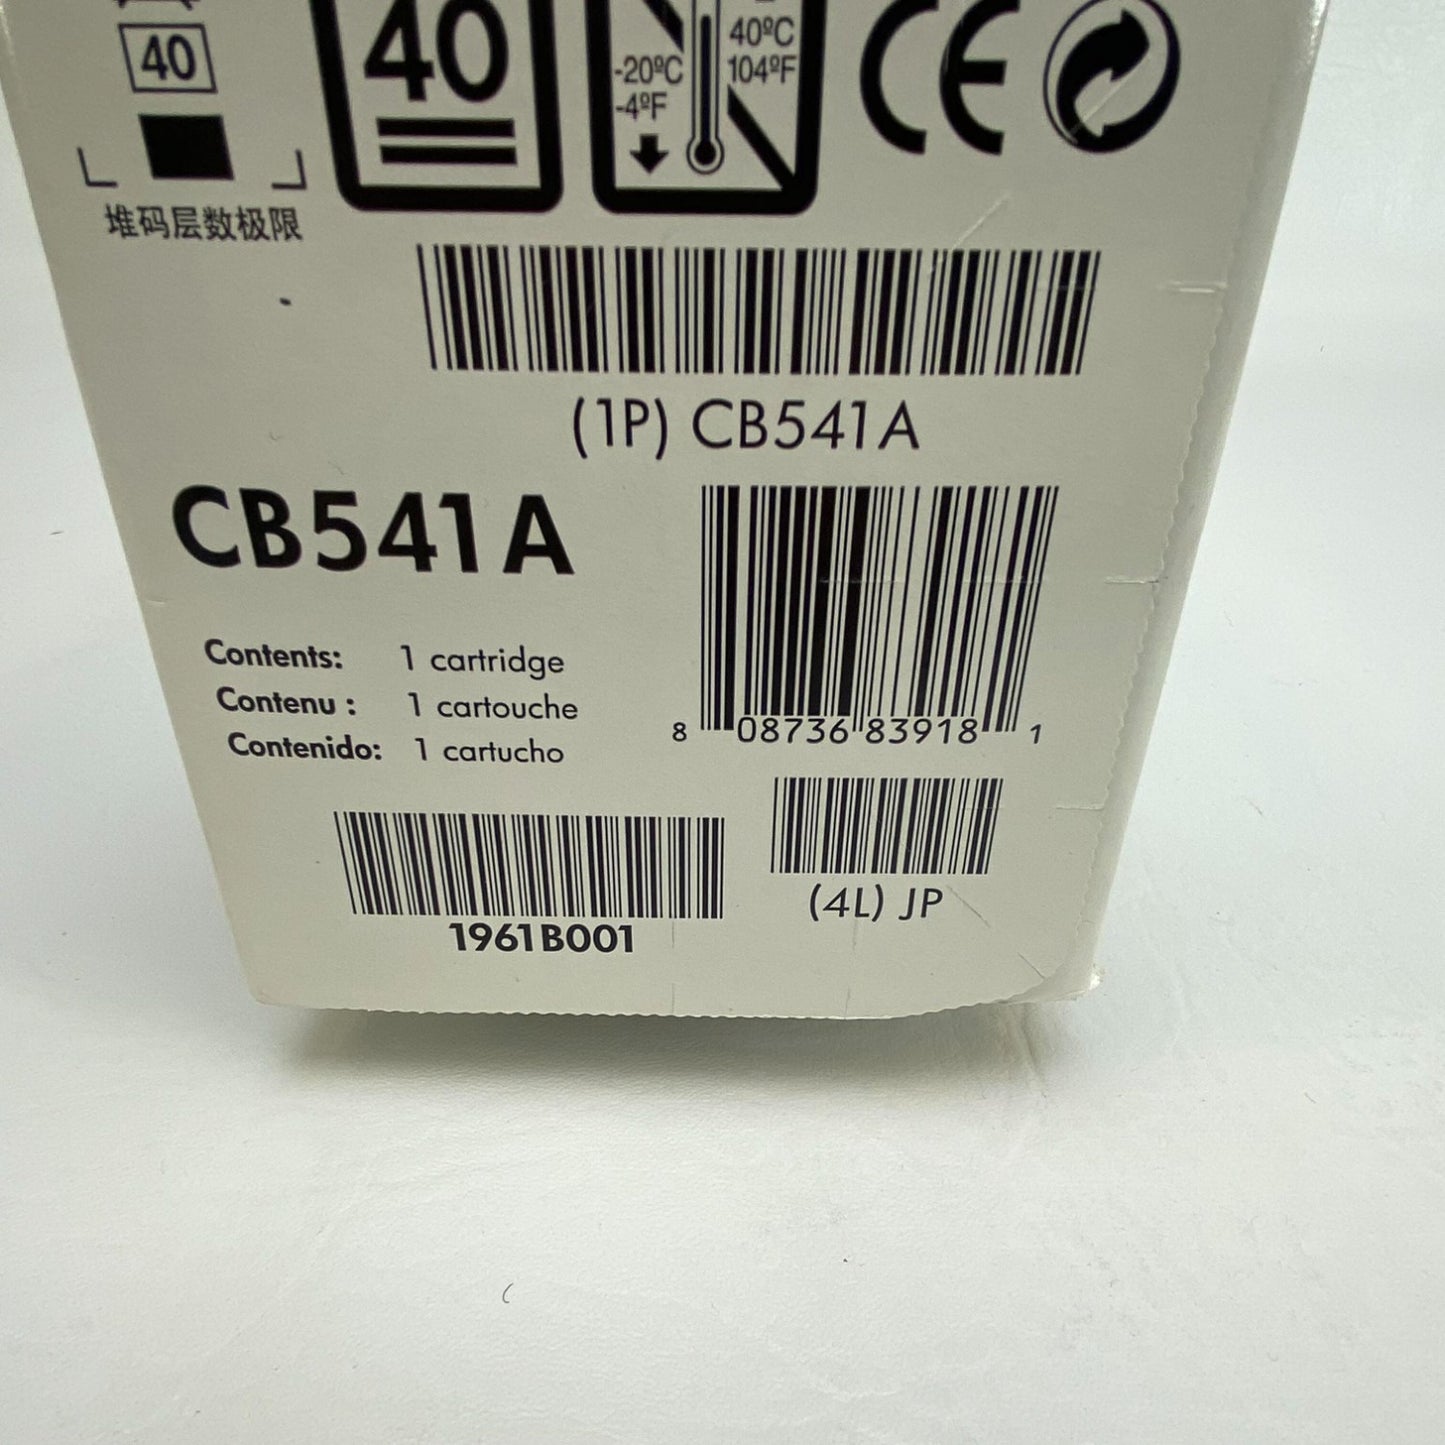 40
堆码层数极限
40
-20ºC
-4ºF
40ºC
104ºF
CE
(1P) CB541A
CB541A
Contents: 1 cartridge
Contenu : 1 cartouche
Contenido: 1 cartucho
8 08736 83918 1
1961B001
(4L) JP